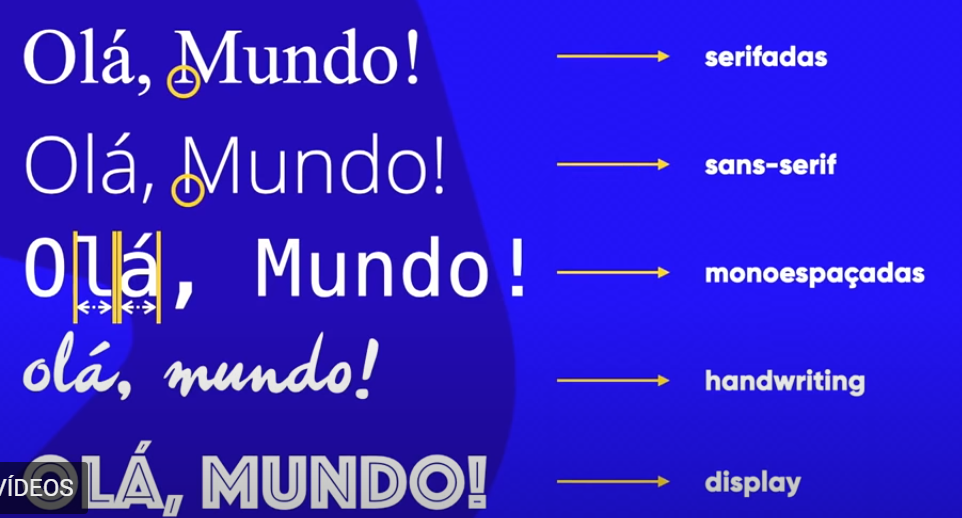 Olá, Mundo! serifadas
Olá, Mundo! sans-serif
Olá, Mundo! monoespaçadas
olá, mundo! handwriting
OLÁ, MUNDO! display
VÍDEOS